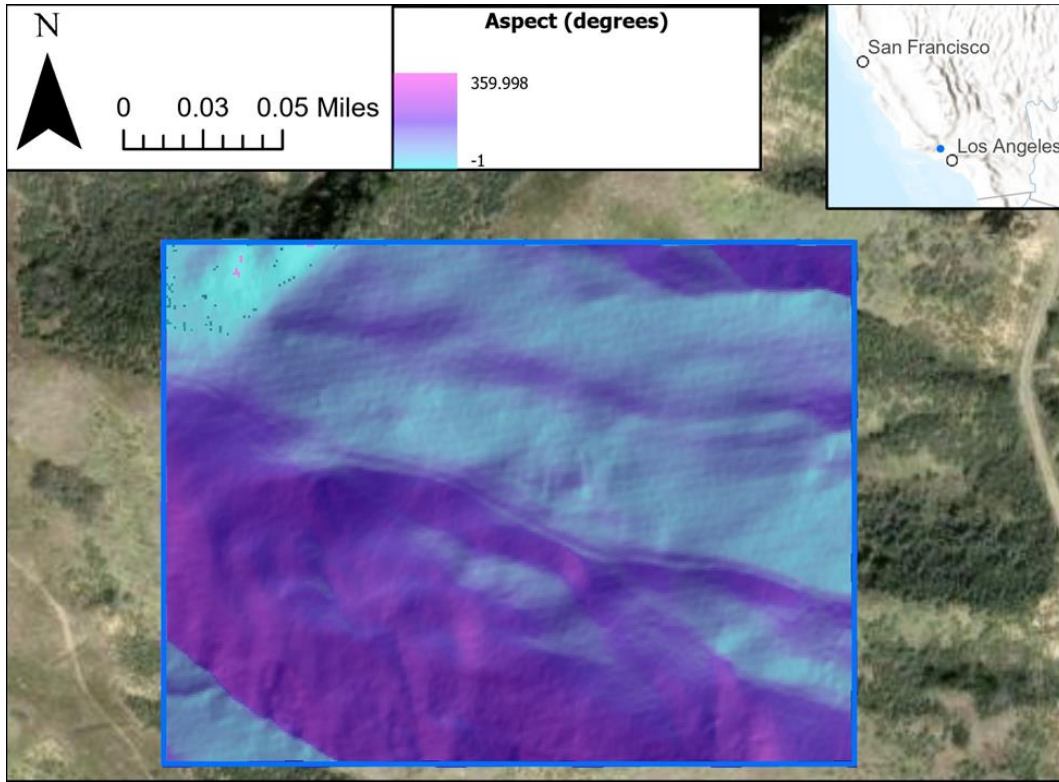 N
0 0.03 0.05 Miles
Aspect (degrees)
359.998
-1
San Francisco
Los Angeles